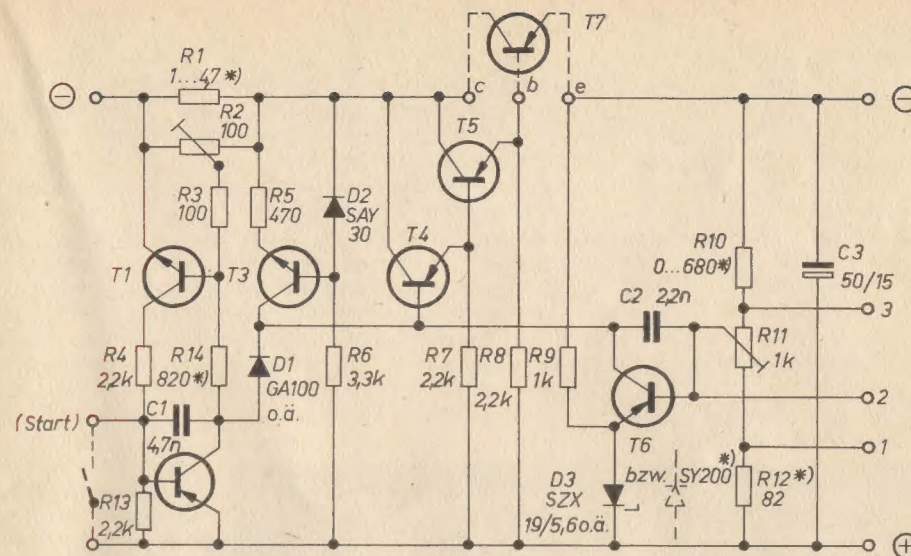 T7
R1
1...47*)
⊖
c
b
e
⊖
R2
100
T5
R3
100
R5
470
D2
SAY
30
T4
R10
0...680*)
C3
50/15
T1
T3
C2
2,2n
3
R11
1k
R4
2,2k
R14
820*)
D1
GA100
o.ä.
R6
3,3k
R7
2,2k
R8
2,2k
R9
1k
2
(Start)
C1
4,7n
T6
1
R13
2,2k
D3
SZX
19/5,6 o.ä.
bzw.
SY200
*)
R12*)
82
⊕